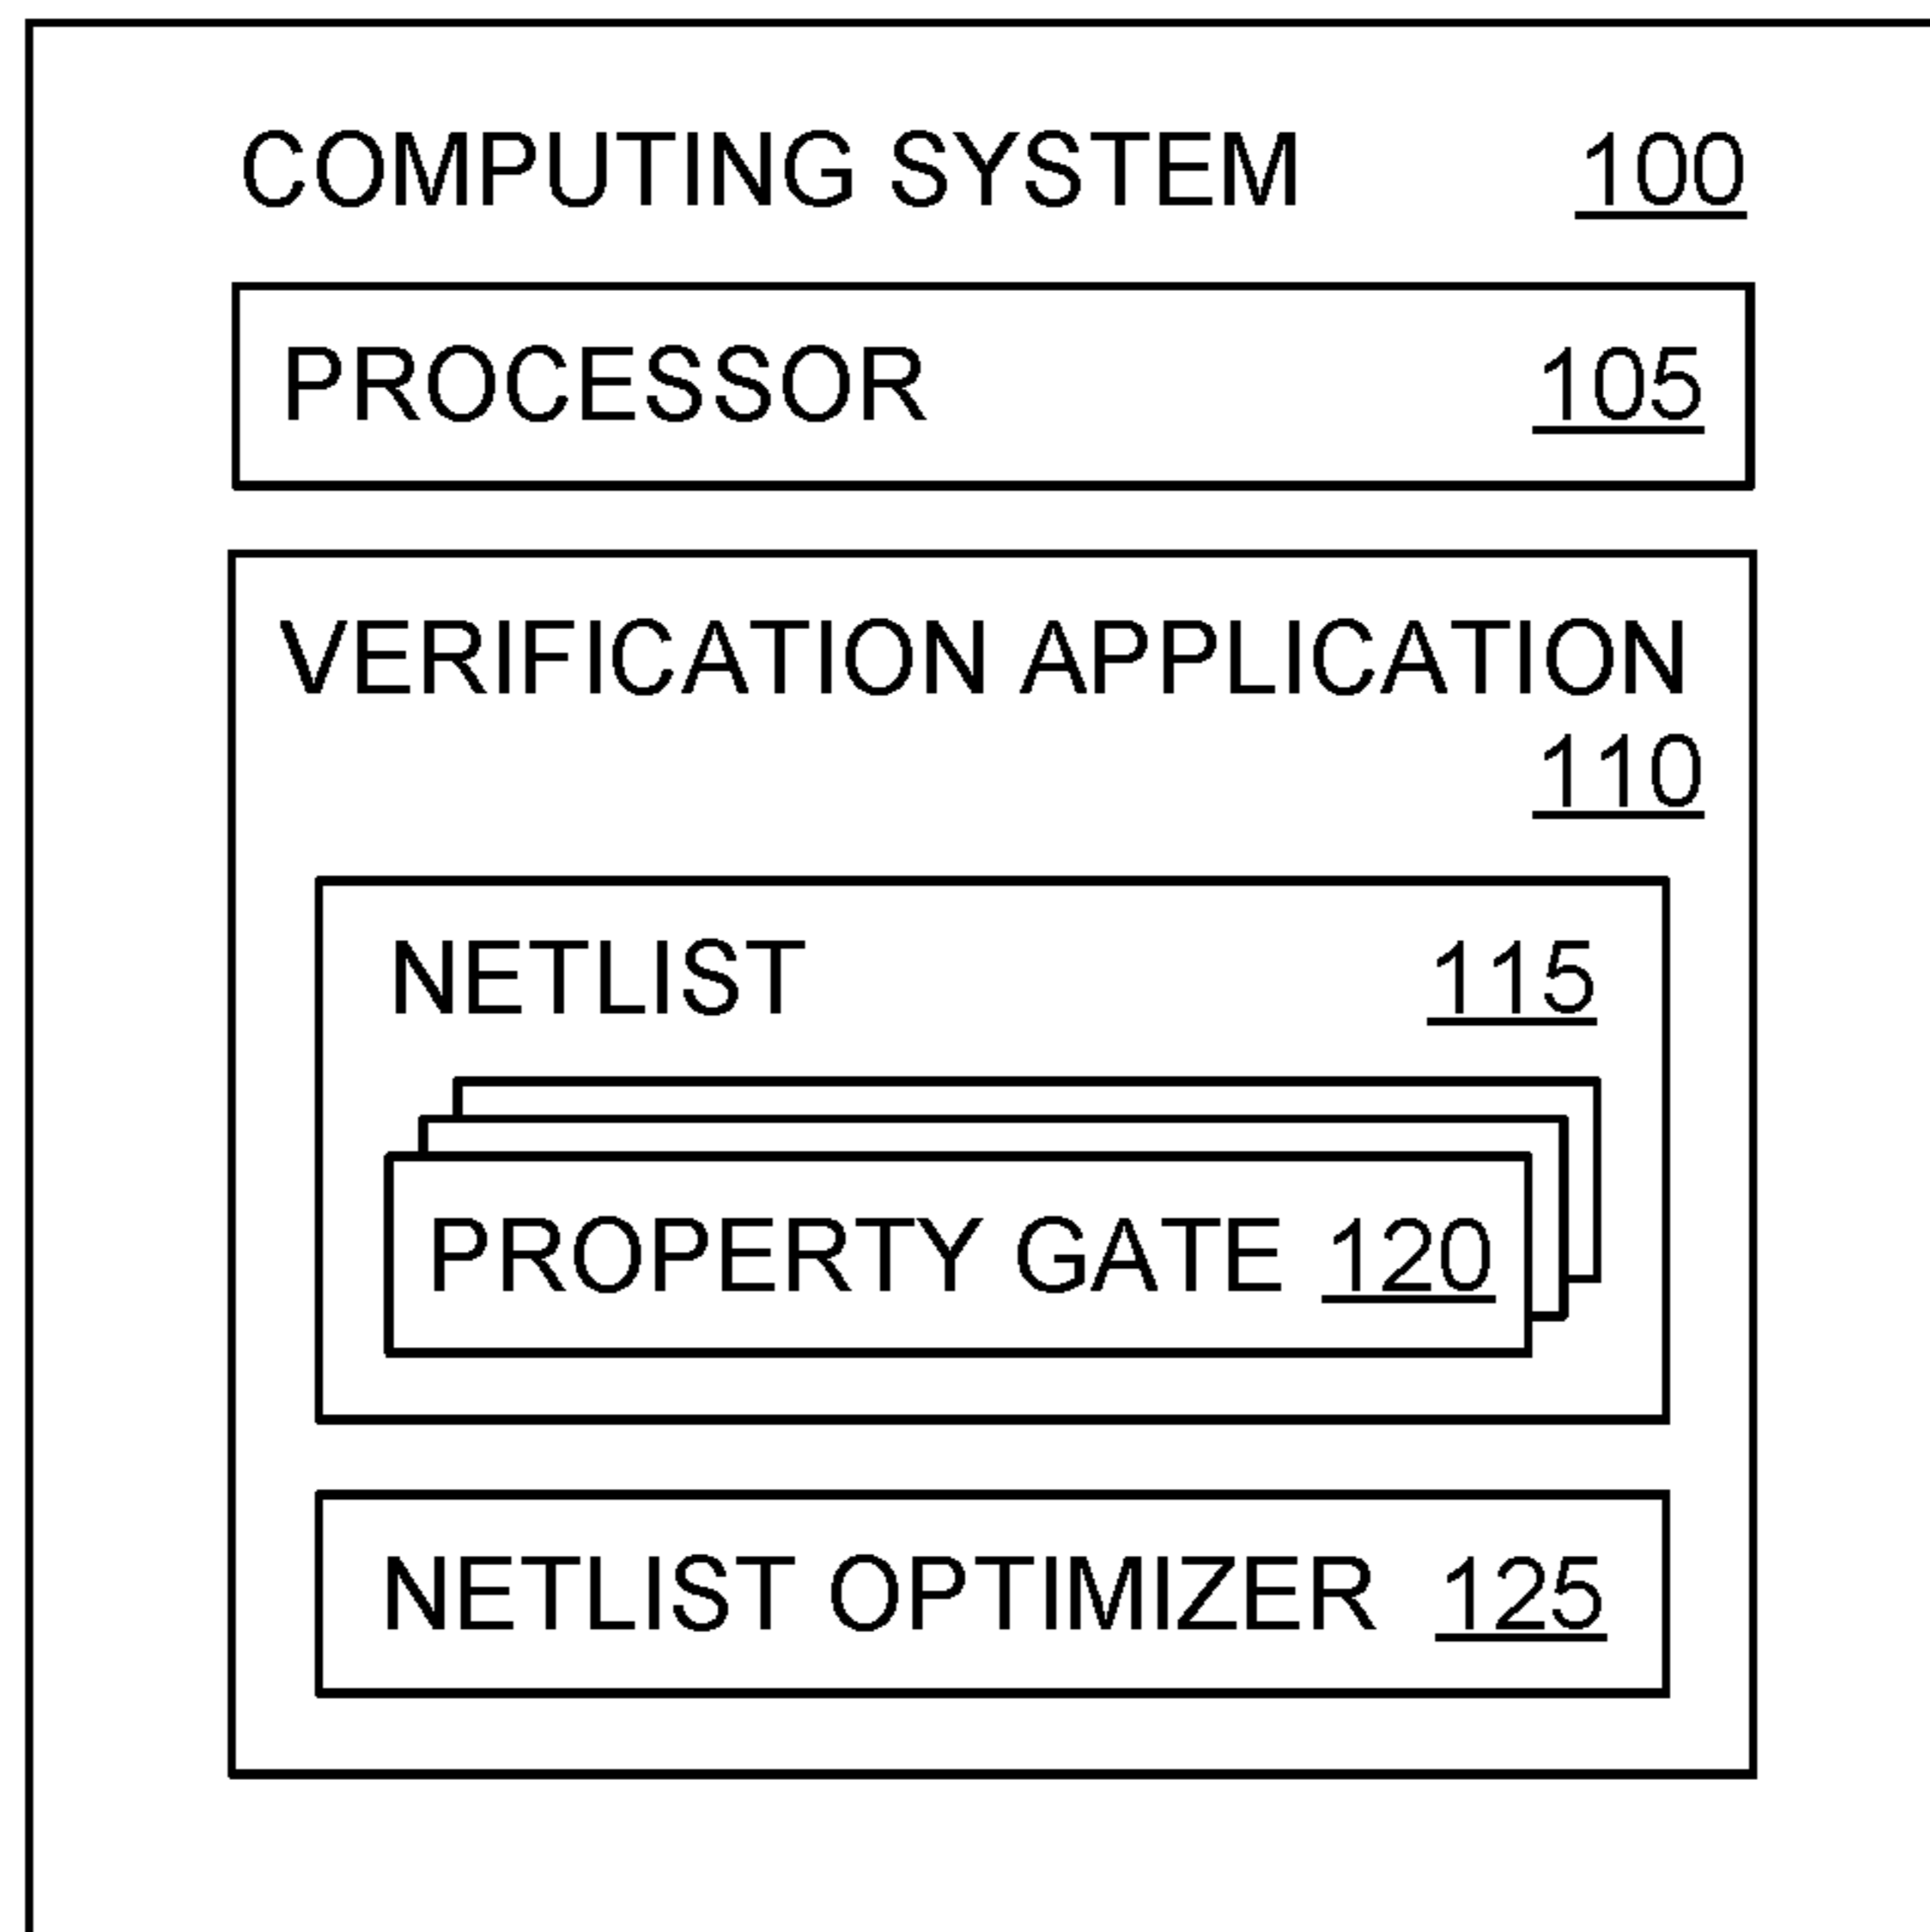 COMPUTING SYSTEM 100
PROCESSOR 105
VERIFICATION APPLICATION
110
NETLIST 115
PROPERTY GATE 120
NETLIST OPTIMIZER 125